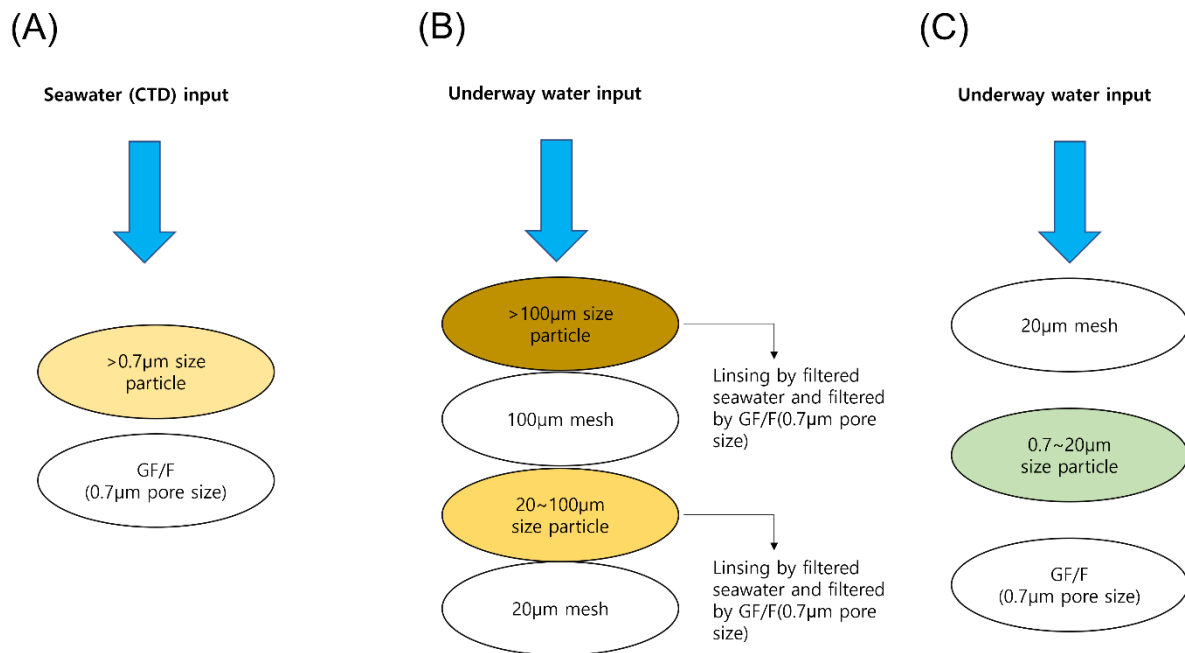 (A)
Seawater (CTD) input
>0.7μm size
particle
GF/F
(0.7μm pore size)
(B)
Underway water input
>100μm size
particle
Linsing by filtered
seawater and filtered
by GF/F(0.7μm pore
size)
100μm mesh
20~100μm
size particle
Linsing by filtered
seawater and filtered
by GF/F(0.7μm pore
size)
20μm mesh
(C)
Underway water input
20μm mesh
0.7~20μm
size particle
GF/F
(0.7μm pore size)